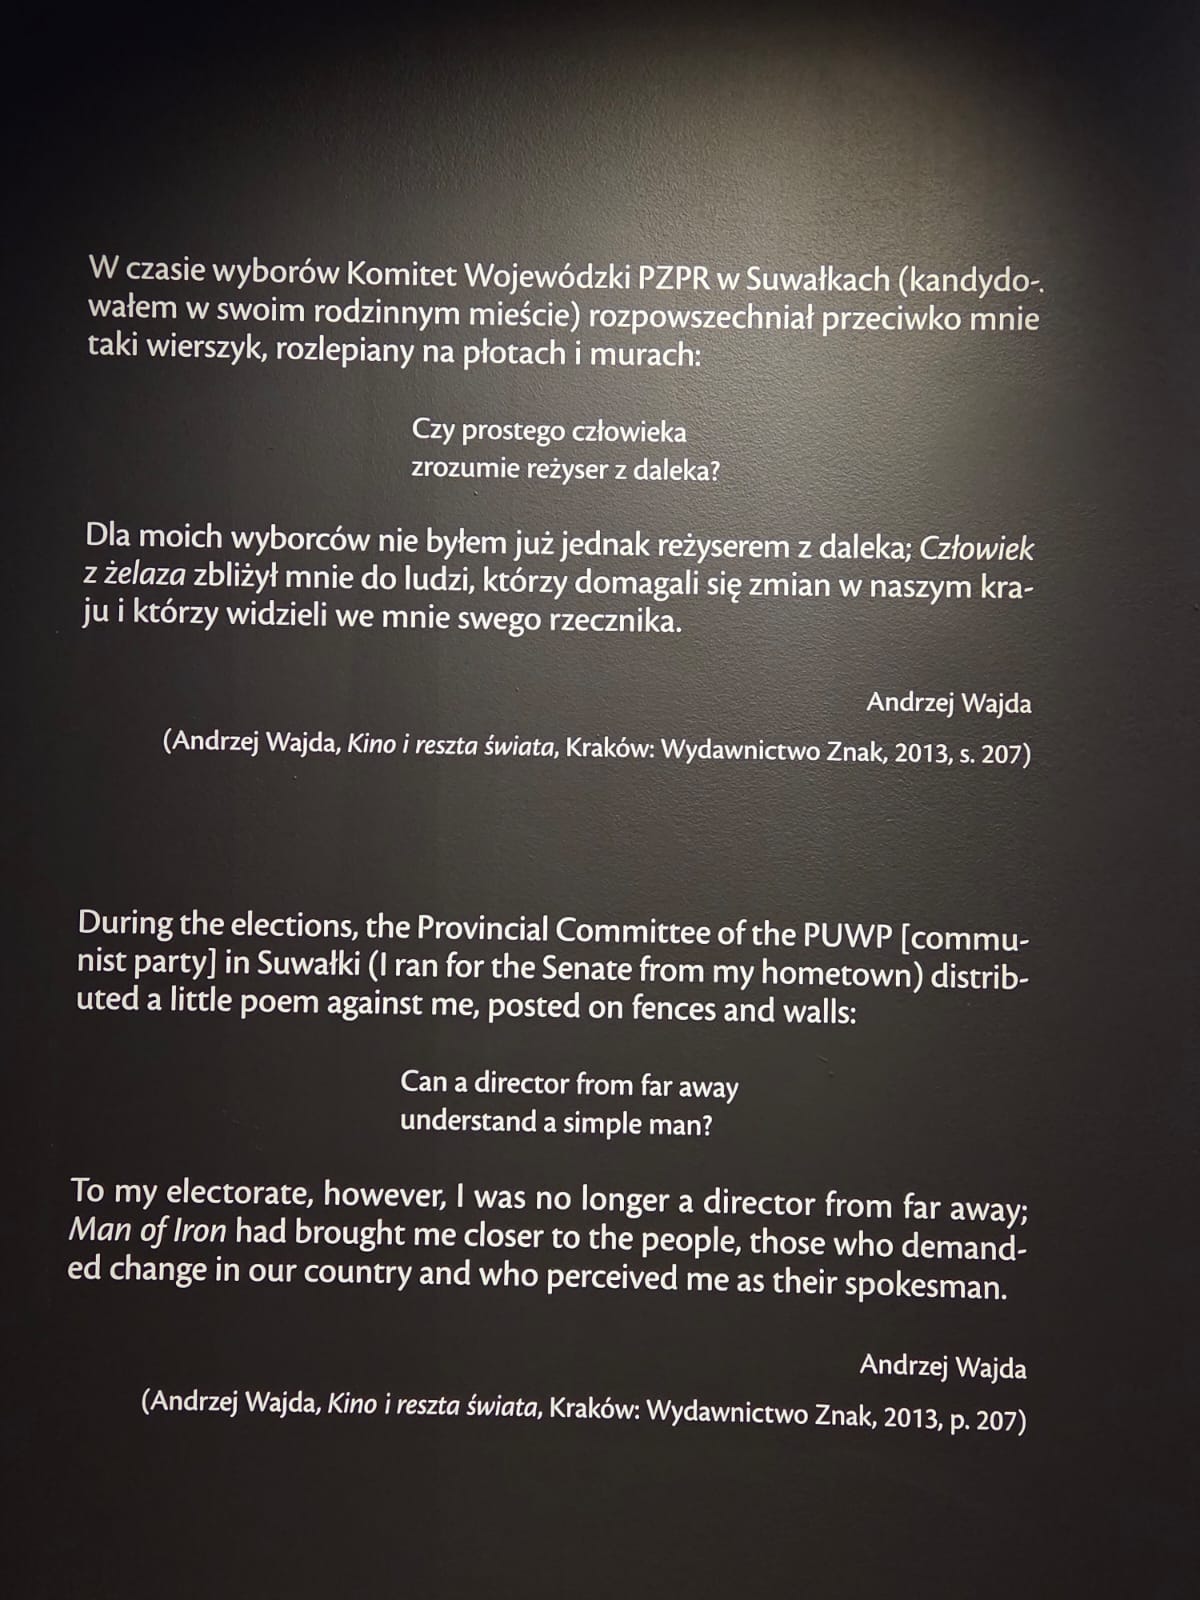 W czasie wyborów Komitet Wojewódzki PZPR w Suwałkach (kandydo-.
wałem w swoim rodzinnym mieście) rozpowszechniał przeciwko mnie
taki wierszyk, rozlepiany na płotach i murach:
Czy prostego człowieka
zrozumie reżyser z daleka?
Dla moich wyborców nie byłem już jednak reżyserem z daleka; Człowiek
z żelaza zbliżył mnie do ludzi, którzy domagali się zmian w naszym kra-
ju i którzy widzieli we mnie swego rzecznika.
Andrzej Wajda
(Andrzej Wajda, Kino i reszta świata, Kraków: Wydawnictwo Znak, 2013, s. 207)
During the elections, the Provincial Committee of the PUWP [commu-
nist party] in Suwałki (I ran for the Senate from my hometown) distrib-
uted a little poem against me, posted on fences and walls:
Can a director from far away
understand a simple man?
To my electorate, however, I was no longer a director from far away;
Man of Iron had brought me closer to the people, those who demand-
ed change in our country and who perceived me as their spokesman.
Andrzej Wajda
(Andrzej Wajda, Kino i reszta świata, Kraków: Wydawnictwo Znak, 2013, p. 207)